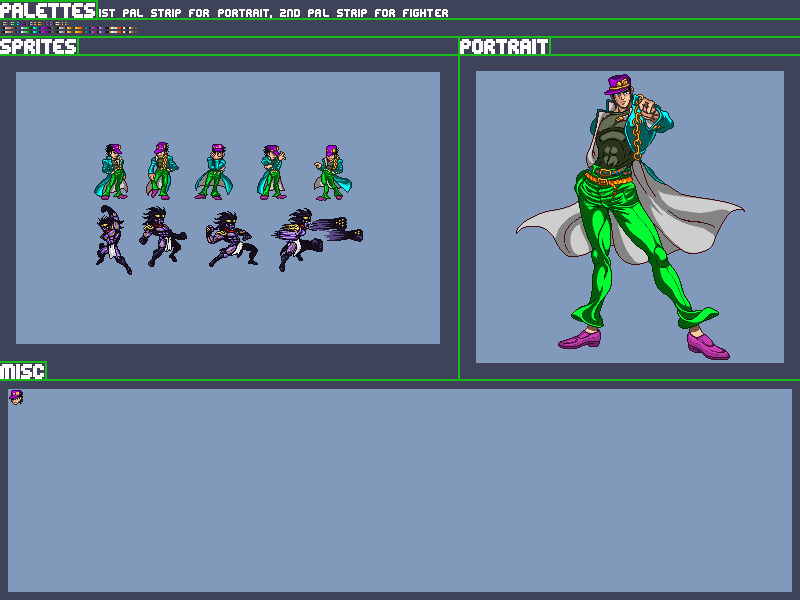 PALETTES 1ST PAL STRIP FOR PORTRAIT, 2ND PAL STRIP FOR FIGHTER
SPRITES
PORTRAIT
MISC